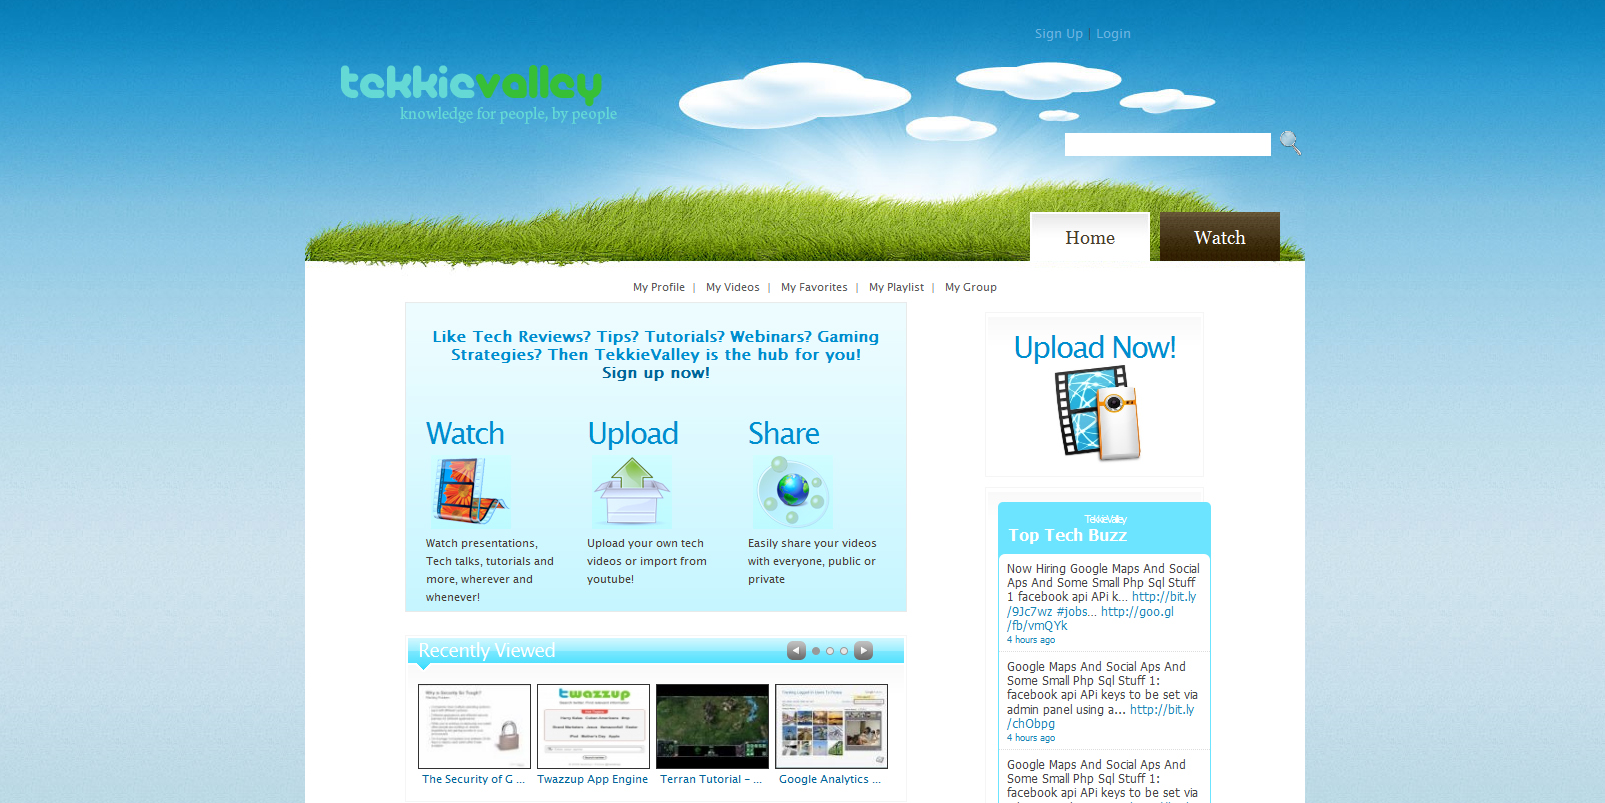 Sign Up | Login
tekkievalley
knowledge for people, by people
Home
Watch
My Profile | My Videos | My Favorites | My Playlist | My Group
Like Tech Reviews? Tips? Tutorials? Webinars? Gaming
Strategies? Then TekkieValley is the hub for you!
Sign up now!
Watch
Watch presentations,
Tech talks, tutorials and
more, wherever and
whenever!
Upload
Upload your own tech
videos or import from
youtube!
Share
Easily share your videos
with everyone, public or
private
Recently Viewed
Why is Security So Tough?
twazzup
The Security of G ...
Twazzup App Engine
Terran Tutorial - ...
Google Analytics ...
Upload Now!
TekkieValley
Top Tech Buzz
Now Hiring Google Maps And Social
Aps And Some Small Php Sql Stuff
1 facebook api APi k... http://bit.ly
/9Jc7wz #jobs... http://goo.gl
/fb/vmQYk
4 hours ago
Google Maps And Social Aps And
Some Small Php Sql Stuff 1:
facebook api APi keys to be set via
admin panel using a... http://bit.ly
/chObpg
4 hours ago
Google Maps And Social Aps And
Some Small Php Sql Stuff 1:
facebook api APi keys to be set via